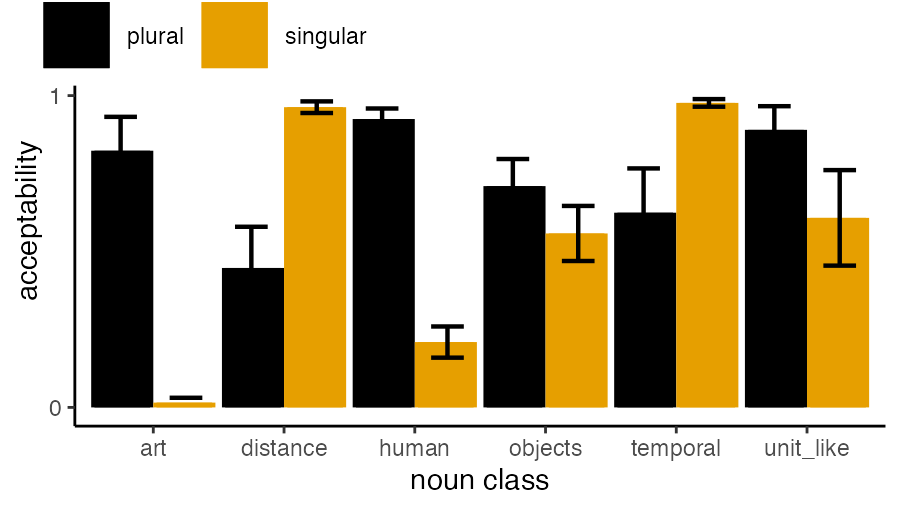 plural singular
1
acceptability
0
art distance human objects temporal unit_like
noun class